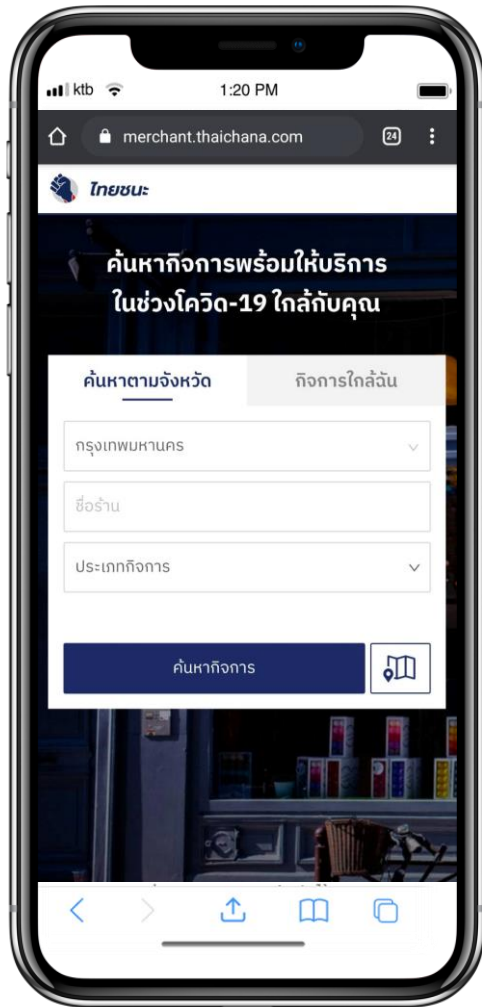 ktb
1:20 PM
merchant.thaichana.com
24
ไทยชนะ
ค้นหากิจการพร้อมให้บริการ
ในช่วงโควิด-19 ใกล้กับคุณ
ค้นหาตามจังหวัด
กิจการใกล้ฉัน
กรุงเทพมหานคร
ชื่อร้าน
ประเภทกิจการ
ค้นหากิจการ